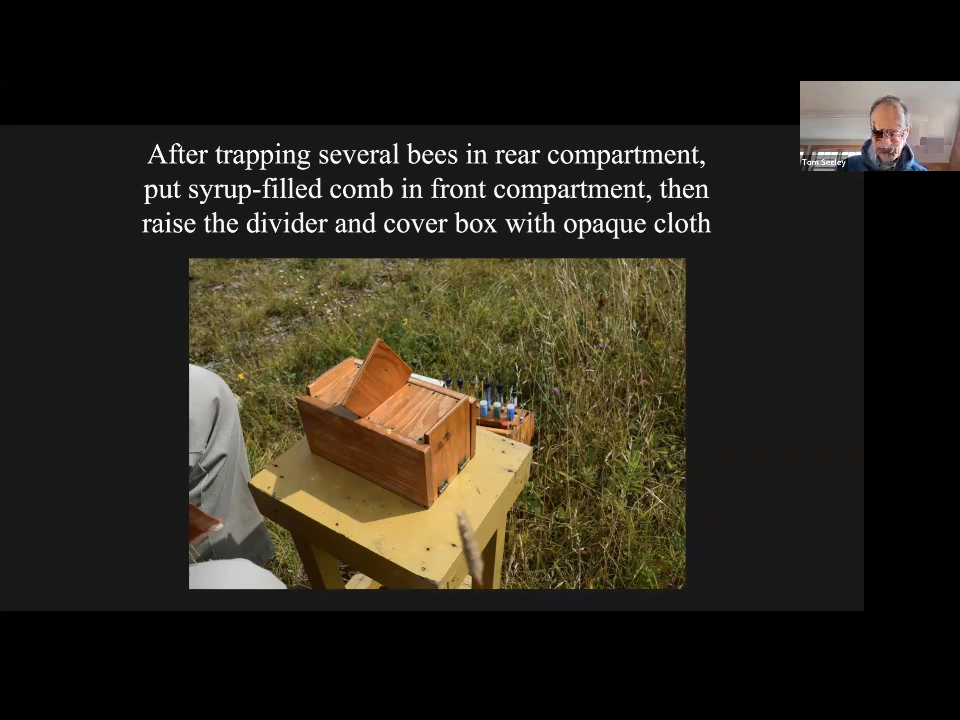 After trapping several bees in rear compartment,
put syrup-filled comb in front compartment, then
raise the divider and cover box with opaque cloth
Tom Seeley